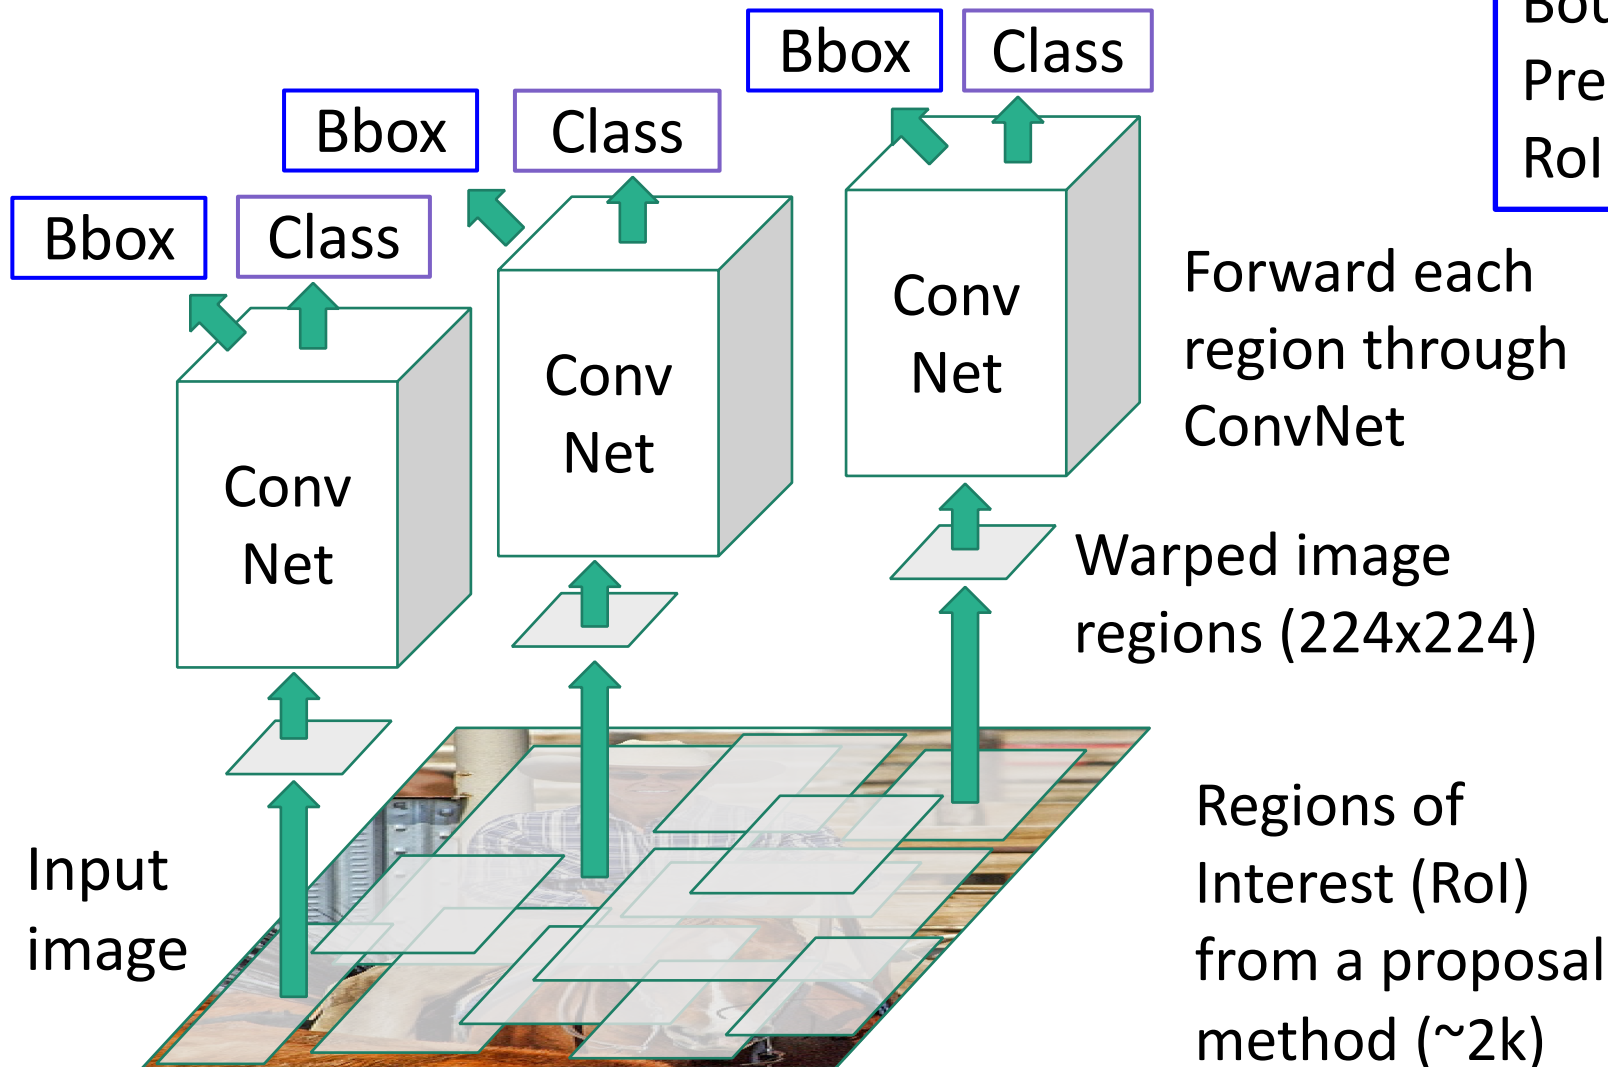 Bbox
Class
Bbox
Class
Bbox
Class
RoI
Conv
Net
Conv
Net
Conv
Net
Forward each
region through
ConvNet
Warped image
regions (224x224)
Input
image
Regions of
Interest (RoI)
from a proposal
method (~2k)